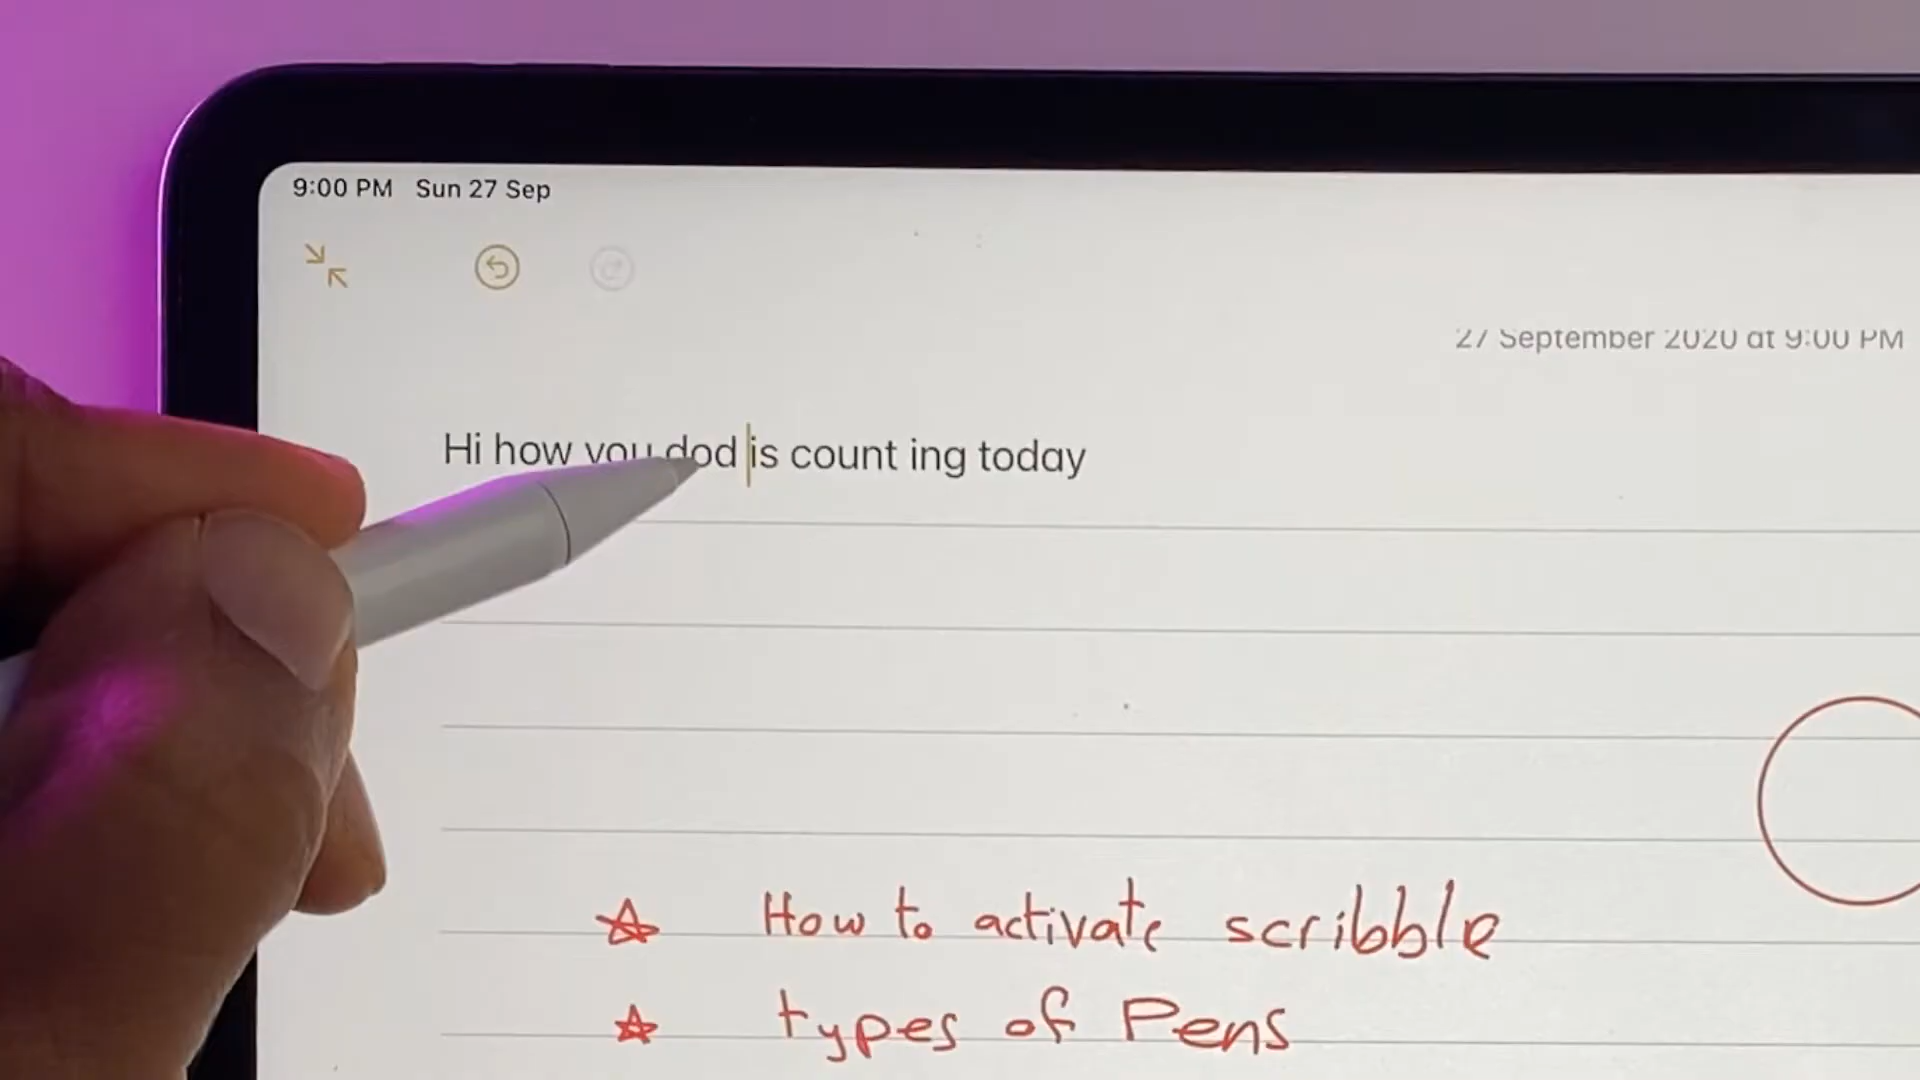 9:00 PM Sun 27 Sep
27 September 2020 at 9:00 PM
Hi how you dod is count ing today
How to activate scribble
types of Pens